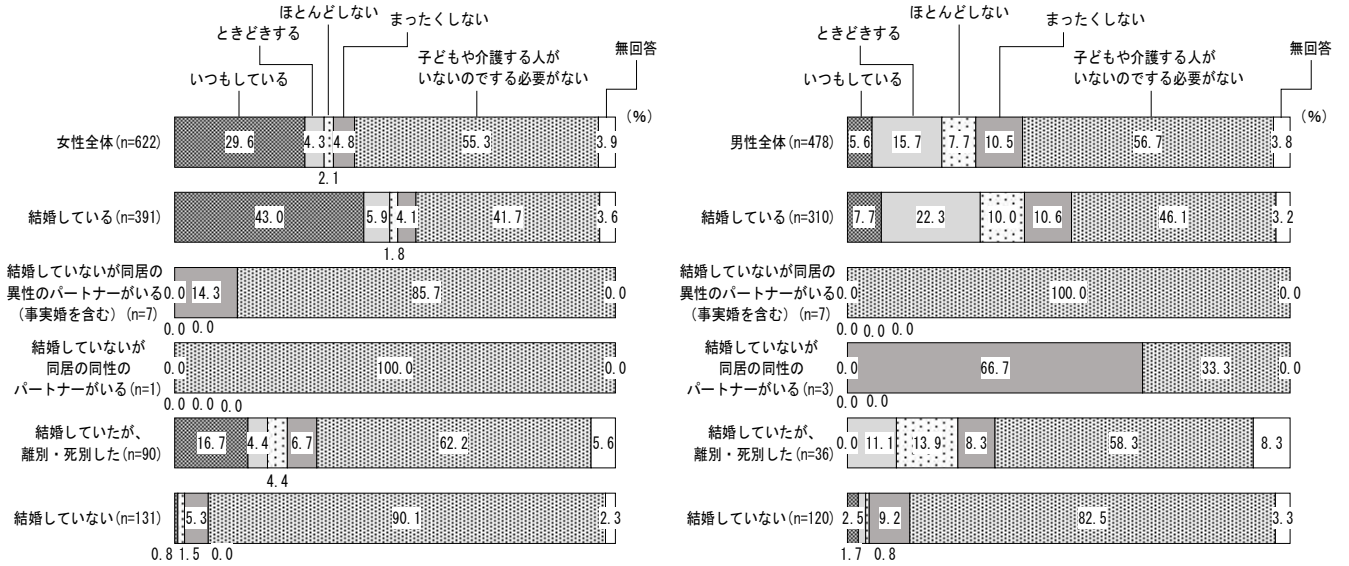 ほとんどしない
ときどきする
まったくしない
いつもしている
子どもや介護する人が
いないのでする必要がない
無回答
(%)
女性全体(n=622)
29.6
4.3
2.1
4.8
55.3
3.9
結婚している(n=391)
43.0
5.9
1.8
4.1
41.7
3.6
結婚していないが同居の
異性のパートナーがいる
(事実婚を含む)(n=7)
0.0
14.3
85.7
0.0
0.0 0.0
結婚していないが
同居の同性の
パートナーがいる(n=1)
0.0
100.0
0.0
0.0 0.0 0.0
結婚していたが、
離別・死別した(n=90)
16.7
4.4
4.4
6.7
62.2
5.6
結婚していない(n=131)
5.3
90.1
2.3
0.8 1.5 0.0
ほとんどしない
ときどきする
まったくしない
いつもしている
子どもや介護する人が
いないのでする必要がない
無回答
(%)
男性全体(n=478)
5.6
15.7
7.7
10.5
56.7
3.8
結婚している(n=310)
7.7
22.3
10.0
10.6
46.1
3.2
結婚していないが同居の
異性のパートナーがいる
(事実婚を含む)(n=7)
0.0
100.0
0.0
0.0 0.0 0.0
結婚していないが
同居の同性の
パートナーがいる(n=3)
0.0
66.7
33.3
0.0
0.0 0.0
結婚していたが、
離別・死別した(n=36)
0.0
11.1
13.9
8.3
58.3
8.3
結婚していない(n=120)
2.5
9.2
82.5
3.3
1.7 0.8